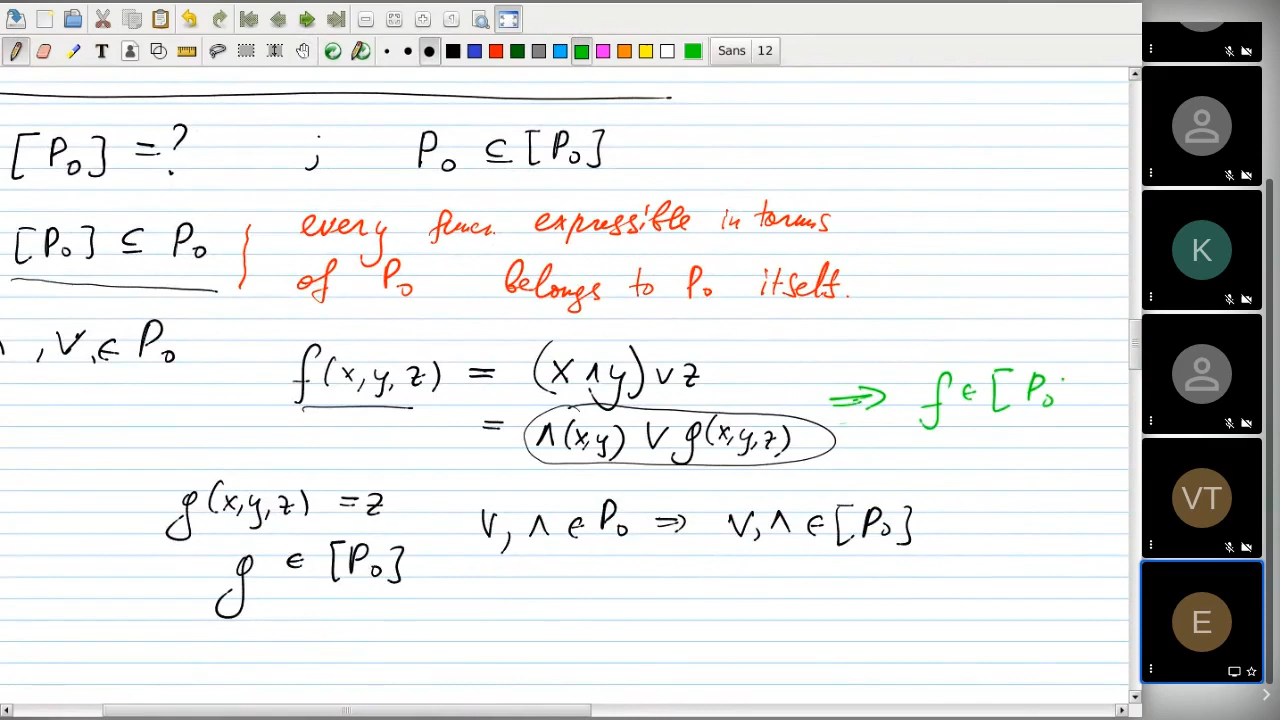 Sans 12
[P₀] =? ; P₀ ⊆ [P₀]
[P₀] ⊆ P₀ } every func. expressible in terms
of P₀ belongs to P₀ itself.
∧, ∨, ∈ P₀
f(x, y, z) = (x ∧ y) ∨ z
= ∧(x, y) ∨ g(x, y, z) ⇒ f ∈ [P₀
g(x, y, z) = z
∨, ∧ ∈ P₀ ⇒ ∨, ∧ ∈ [P₀]
g ∈ [P₀]
K
VT
E